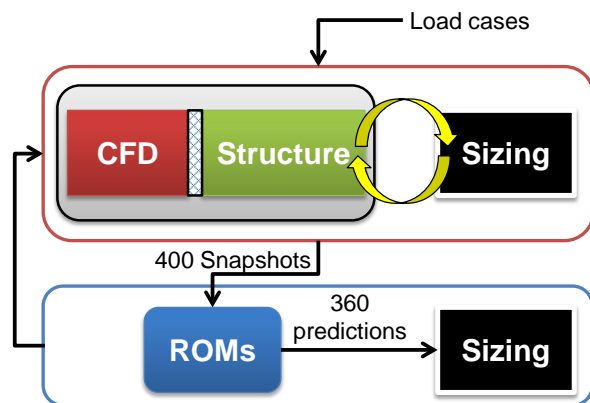 Load cases
CFD
Structure
Sizing
400 Snapshots
360
predictions
ROMs
Sizing